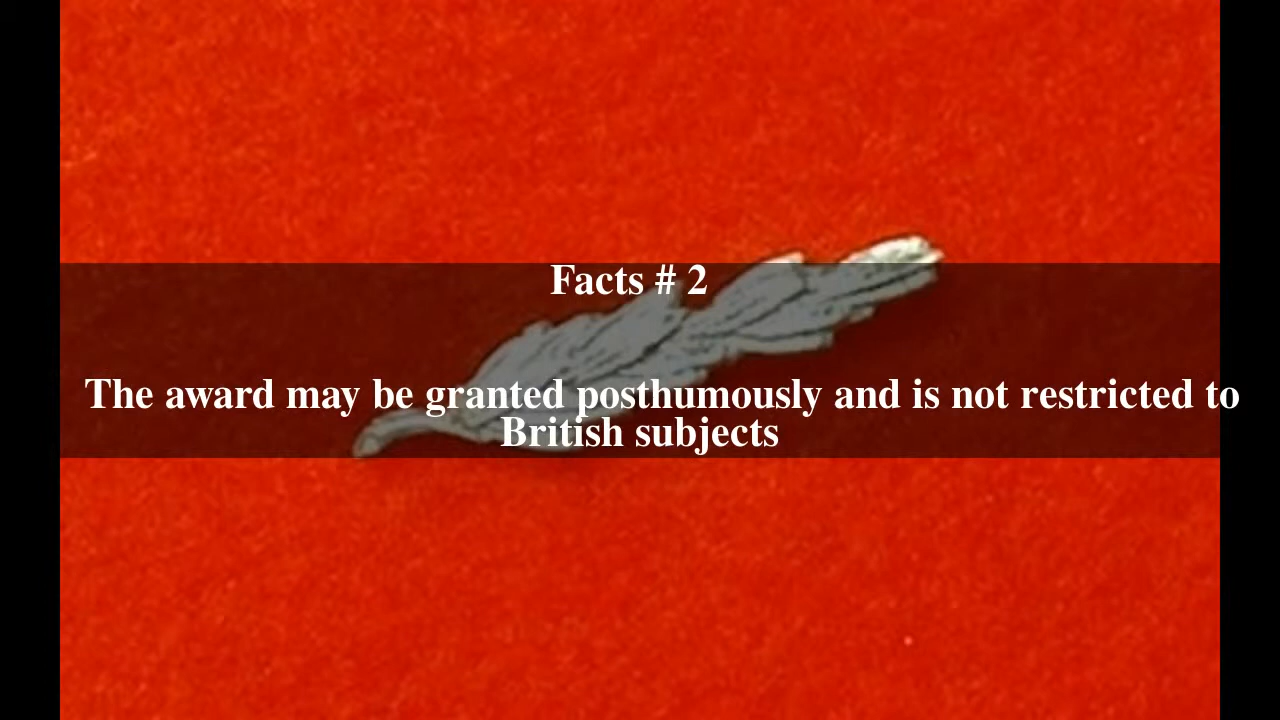 Facts # 2
The award may be granted posthumously and is not restricted to
British subjects